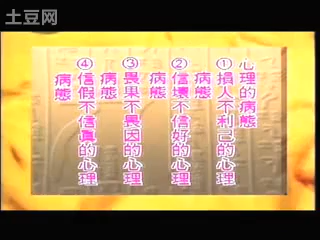 土豆网
心理的病態
①損人不利己的心理
病態
②信壞不信好的心理
病態
③畏果不畏因的心理
病態
④信假不信真的心理
病態